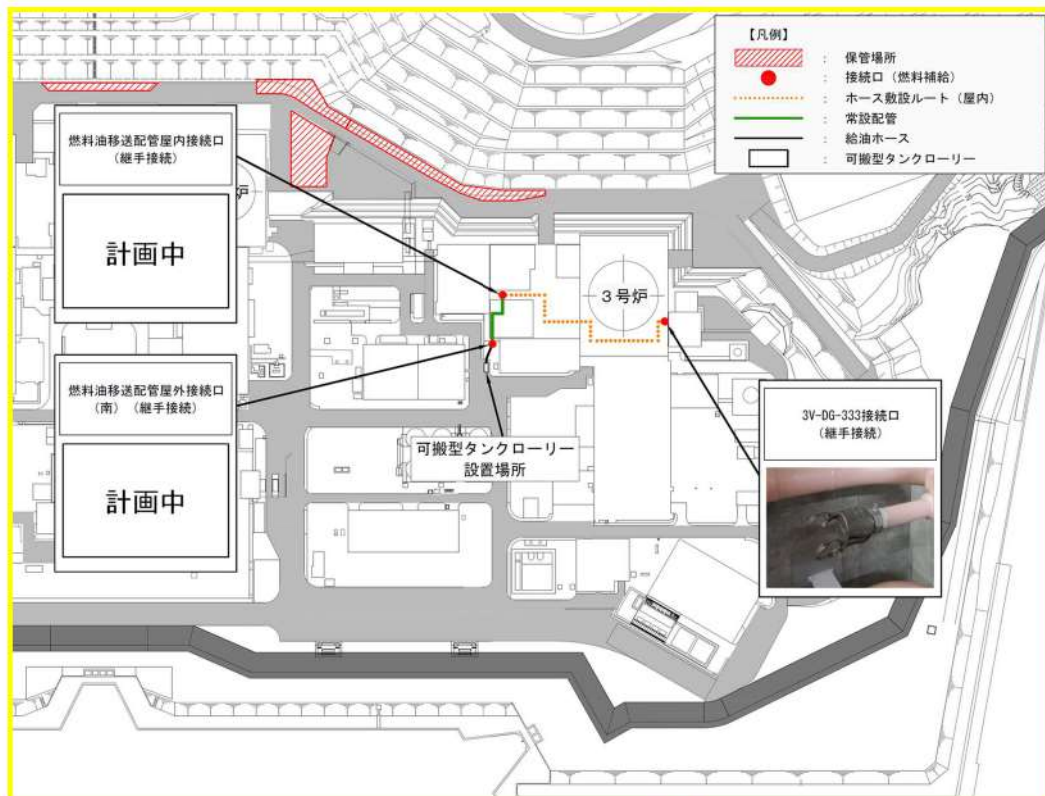 【凡例】
： 保管場所
： 接続口（燃料補給）
： ホース敷設ルート（屋内）
： 常設配管
： 給油ホース
： 可搬型タンクローリー
燃料油移送配管屋内接続口
（継手接続）
計画中
炉
３号炉
燃料油移送配管屋外接続口
（南）（継手接続）
計画中
可搬型タンクローリー
設置場所
3V-DG-333接続口
（継手接続）